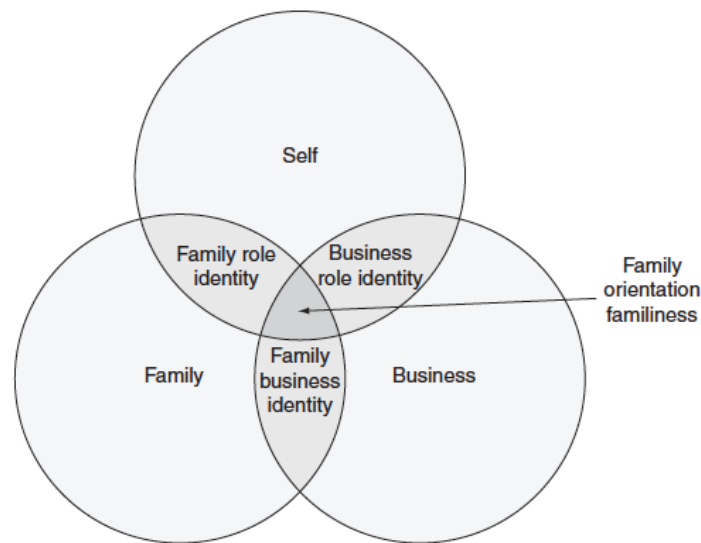 Self
Family role
identity
Business
role identity
Family
orientation
familiness
Family
Family
business
identity
Business